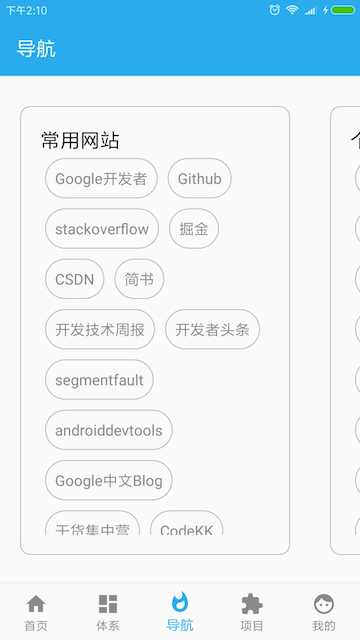 下午2:10
导航
常用网站
Google开发者 Github
stackoverflow 掘金
CSDN 简书
开发技术周报 开发者头条
segmentfault
androiddevtools
Google中文Blog
干货集中营 CodeKK
首页 体系 导航 项目 我的